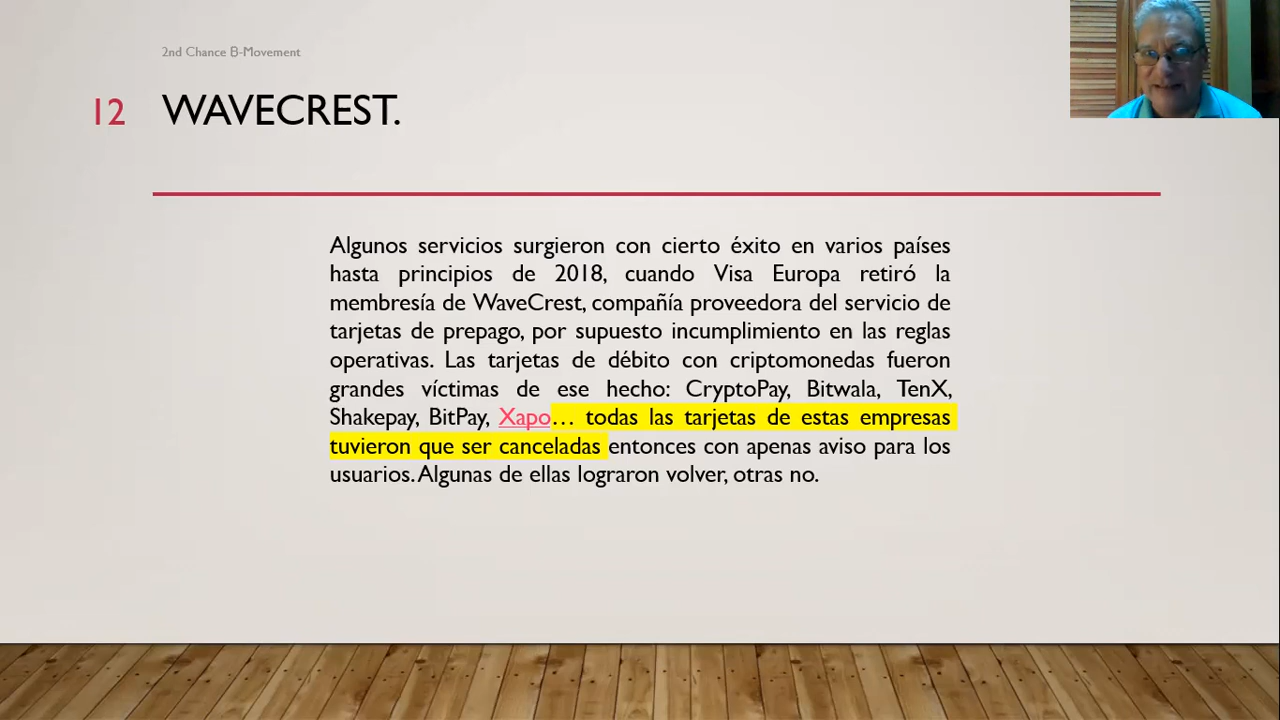 2nd Chance B-Movement
12 WAVECREST.
Algunos servicios surgieron con cierto éxito en varios países
hasta principios de 2018, cuando Visa Europa retiró la
membresía de WaveCrest, compañía proveedora del servicio de
tarjetas de prepago, por supuesto incumplimiento en las reglas
operativas. Las tarjetas de débito con criptomonedas fueron
grandes víctimas de ese hecho: CryptoPay, Bitwala, TenX,
Shakepay, BitPay, Xapo… todas las tarjetas de estas empresas
tuvieron que ser canceladas entonces con apenas aviso para los
usuarios. Algunas de ellas lograron volver, otras no.